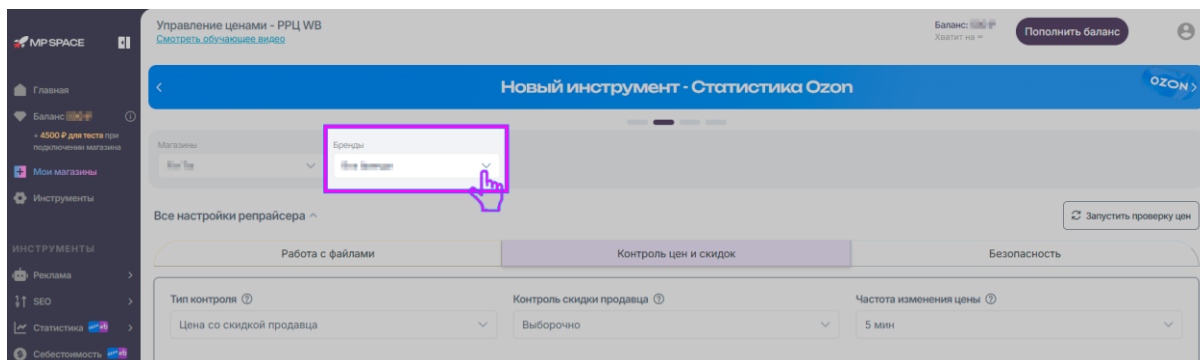 MP SPACE
Управление ценами - РРЦ WB
Смотреть обучающее видео
Баланс:
Хватит на ∞
Пополнить баланс
Главная
Баланс
+ 4500 ₽ для теста при
подключении магазина
Мои магазины
Инструменты
ИНСТРУМЕНТЫ
Реклама
SEO
Статистика
Себестоимость
Новый инструмент - Статистика Ozon
OZON
Магазины
Бренды
Все настройки репрайсера
Запустить проверку цен
Работа с файлами
Контроль цен и скидок
Безопасность
Тип контроля
Контроль скидки продавца
Частота изменения цены
Цена со скидкой продавца
Выборочно
5 мин